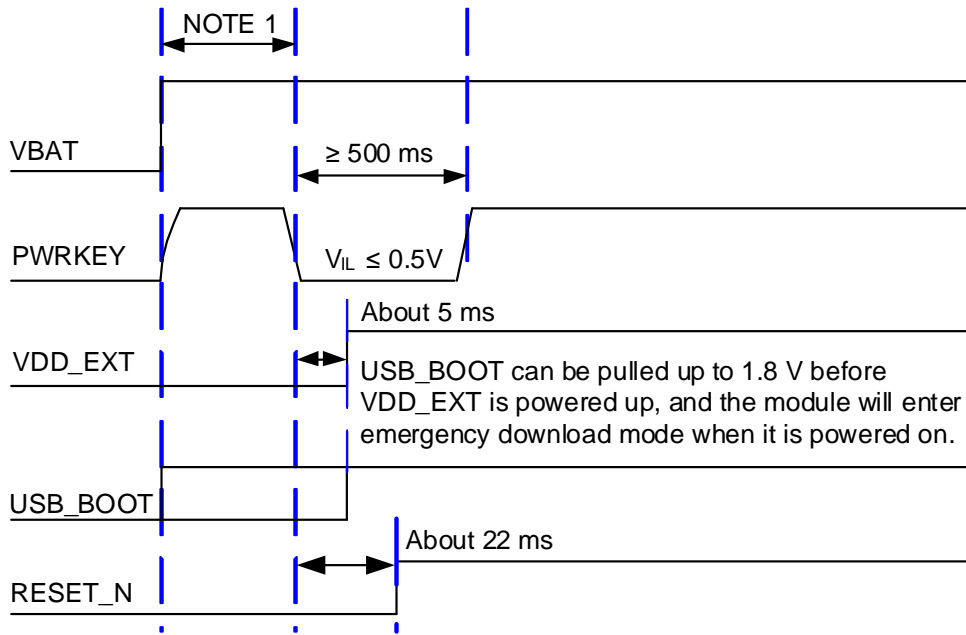 NOTE 1
VBAT
≥ 500 ms
PWRKEY
VIL ≤ 0.5V
About 5 ms
VDD_EXT
USB_BOOT can be pulled up to 1.8 V before
VDD_EXT is powered up, and the module will enter
emergency download mode when it is powered on.
USB_BOOT
About 22 ms
RESET_N